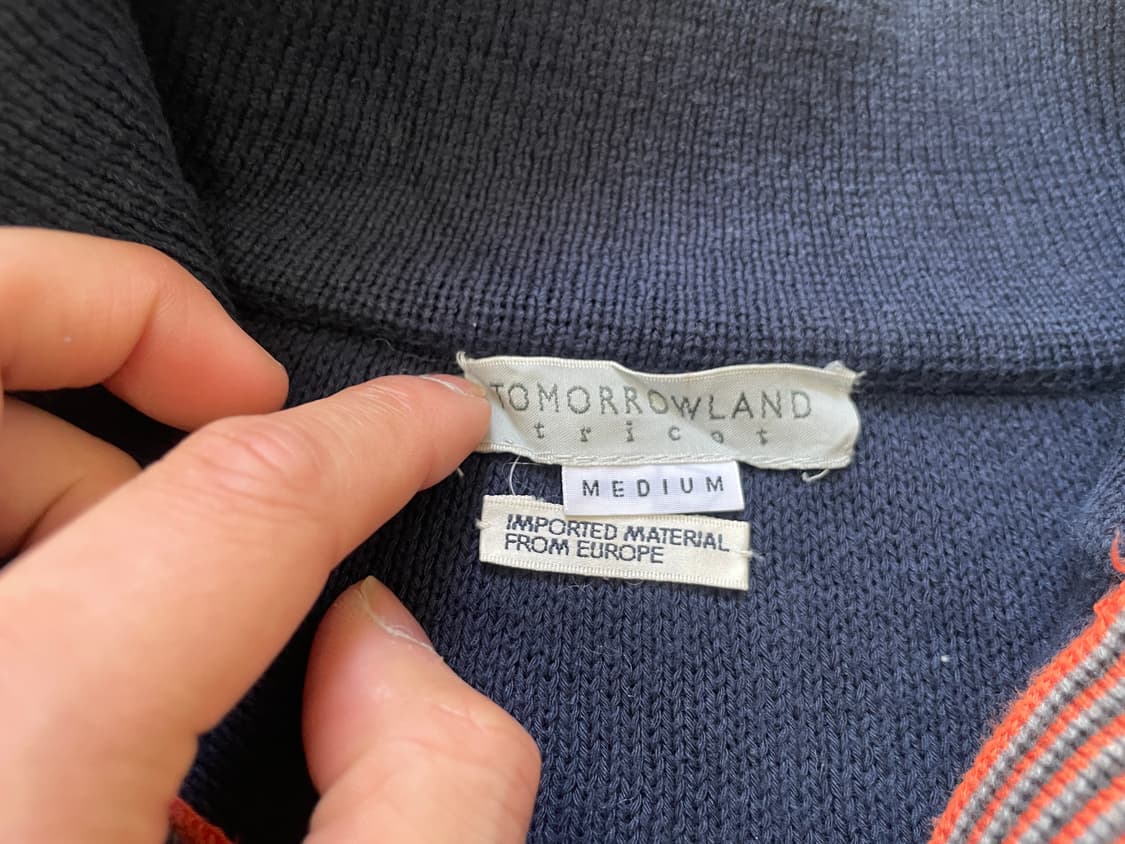 TOMORROWLAND
tricot
MEDIUM
IMPORTED MATERIAL
FROM EUROPE